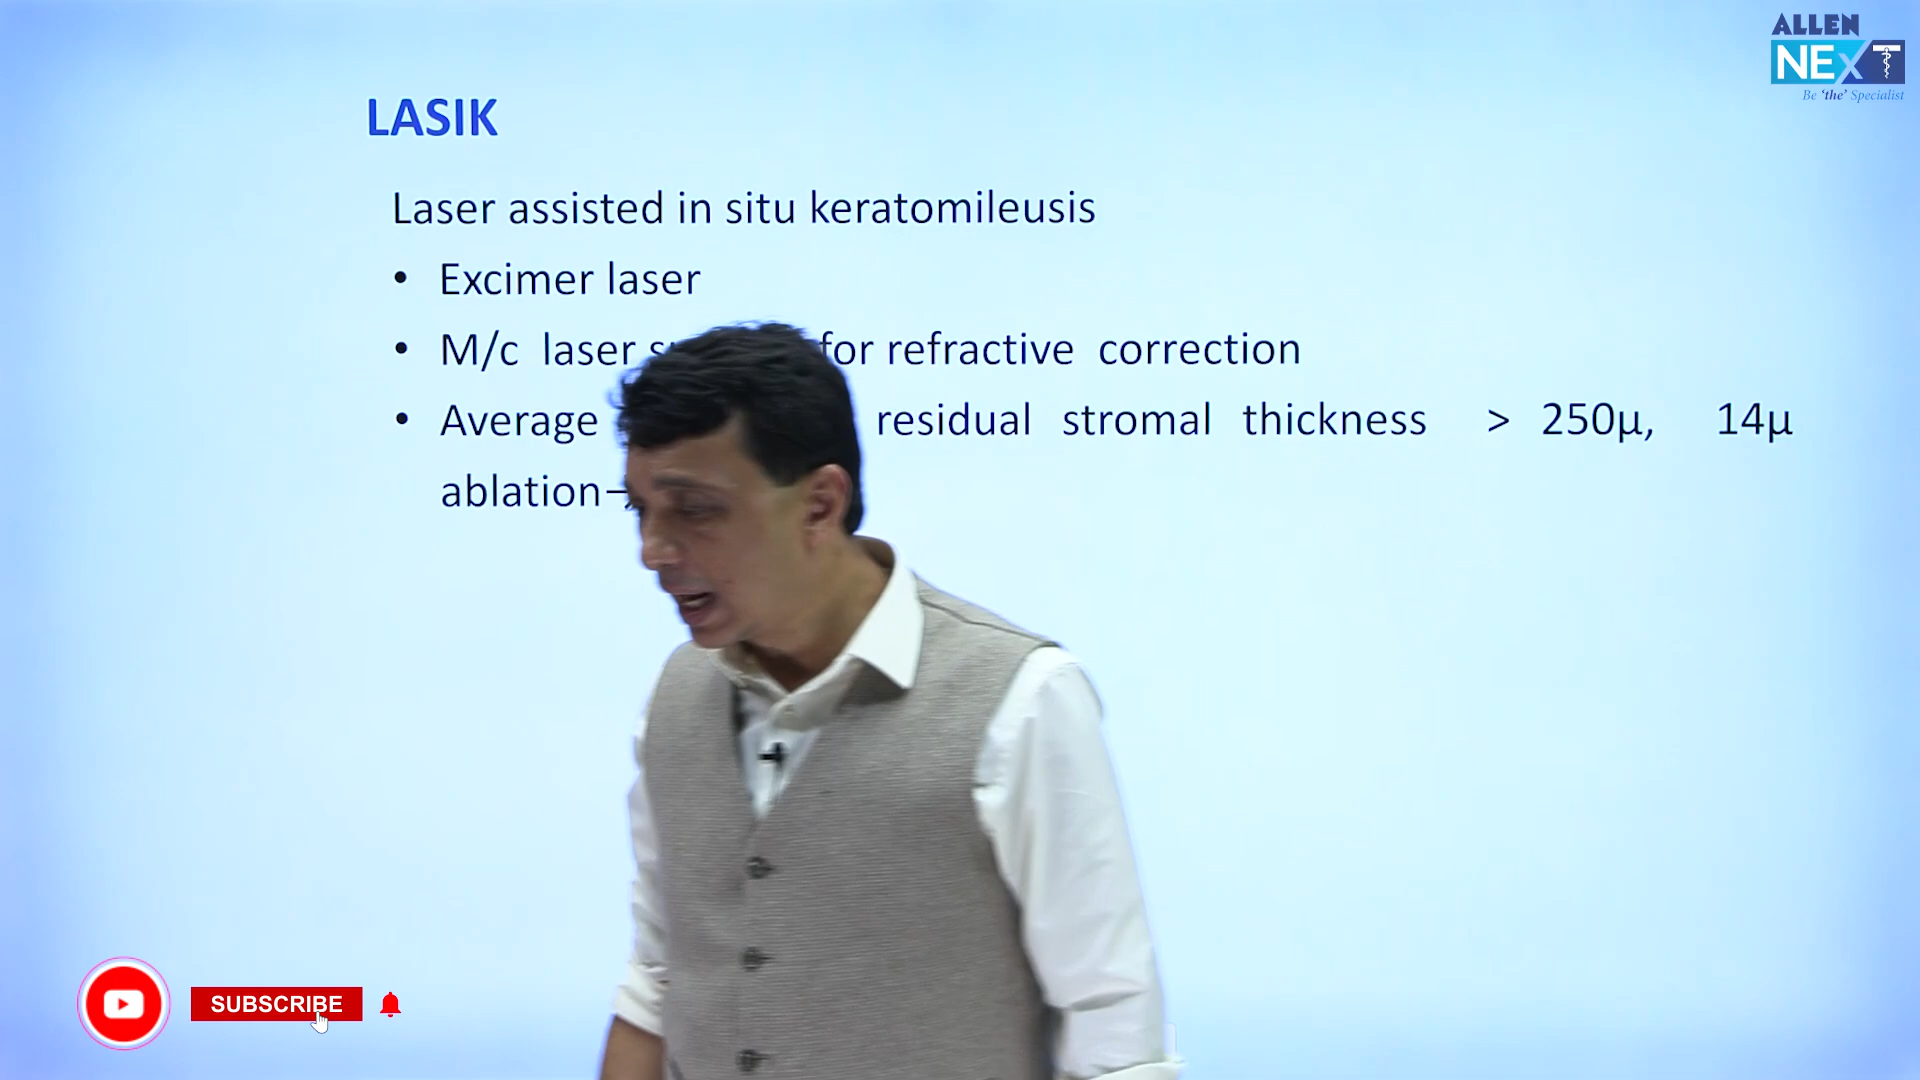 ALLEN
NExT
Be 'the' Specialist
LASIK
Laser assisted in situ keratomileusis
• Excimer laser
• M/c laser for refractive correction
• Average residual stromal thickness > 250µ, 14µ
ablation
SUBSCRIBE